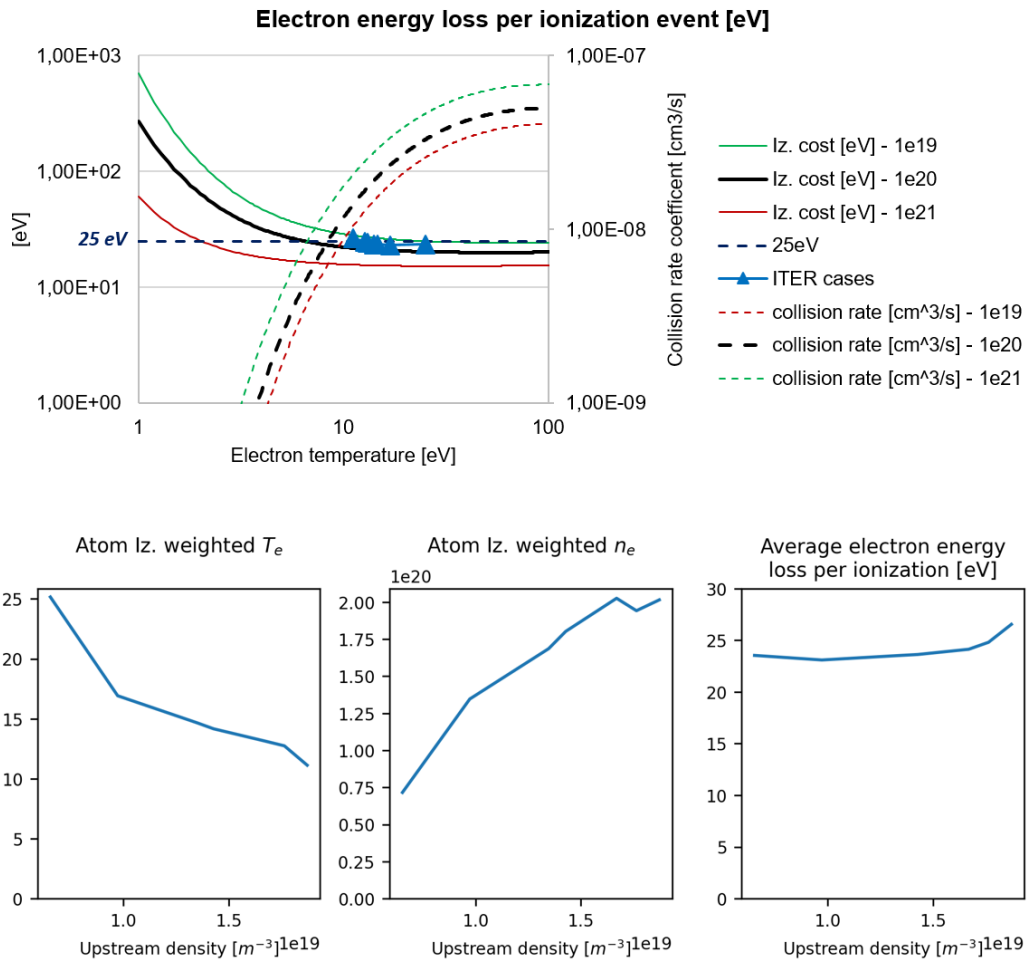 Electron energy loss per ionization event [eV]
1,00E+03
1,00E+02
1,00E+01
1,00E+00
[eV]
25 eV
1
10
100
Electron temperature [eV]
1,00E-07
1,00E-08
1,00E-09
Collision rate coefficent [cm3/s]
Iz. cost [eV] - 1e19
Iz. cost [eV] - 1e20
Iz. cost [eV] - 1e21
25eV
ITER cases
collision rate [cm^3/s] - 1e19
collision rate [cm^3/s] - 1e20
collision rate [cm^3/s] - 1e21
Atom Iz. weighted Te
25
20
15
10
5
0
1.0
1.5
Upstream density [m⁻³]1e19
Atom Iz. weighted ne
1e20
2.00
1.75
1.50
1.25
1.00
0.75
0.50
0.25
0.00
1.0
1.5
Upstream density [m⁻³]1e19
Average electron energy
loss per ionization [eV]
30
25
20
15
10
5
0
1.0
1.5
Upstream density [m⁻³]1e19